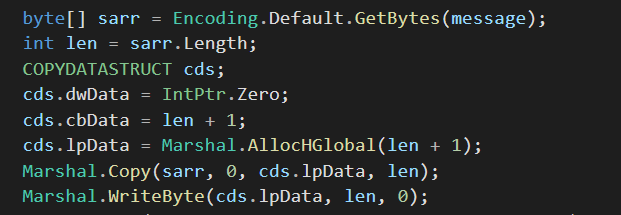 byte[] sarr = Encoding.Default.GetBytes(message);
int len = sarr.Length;
COPYDATASTRUCT cds;
cds.dwData = IntPtr.Zero;
cds.cbData = len + 1;
cds.lpData = Marshal.AllocHGlobal(len + 1);
Marshal.Copy(sarr, 0, cds.lpData, len);
Marshal.WriteByte(cds.lpData, len, 0);